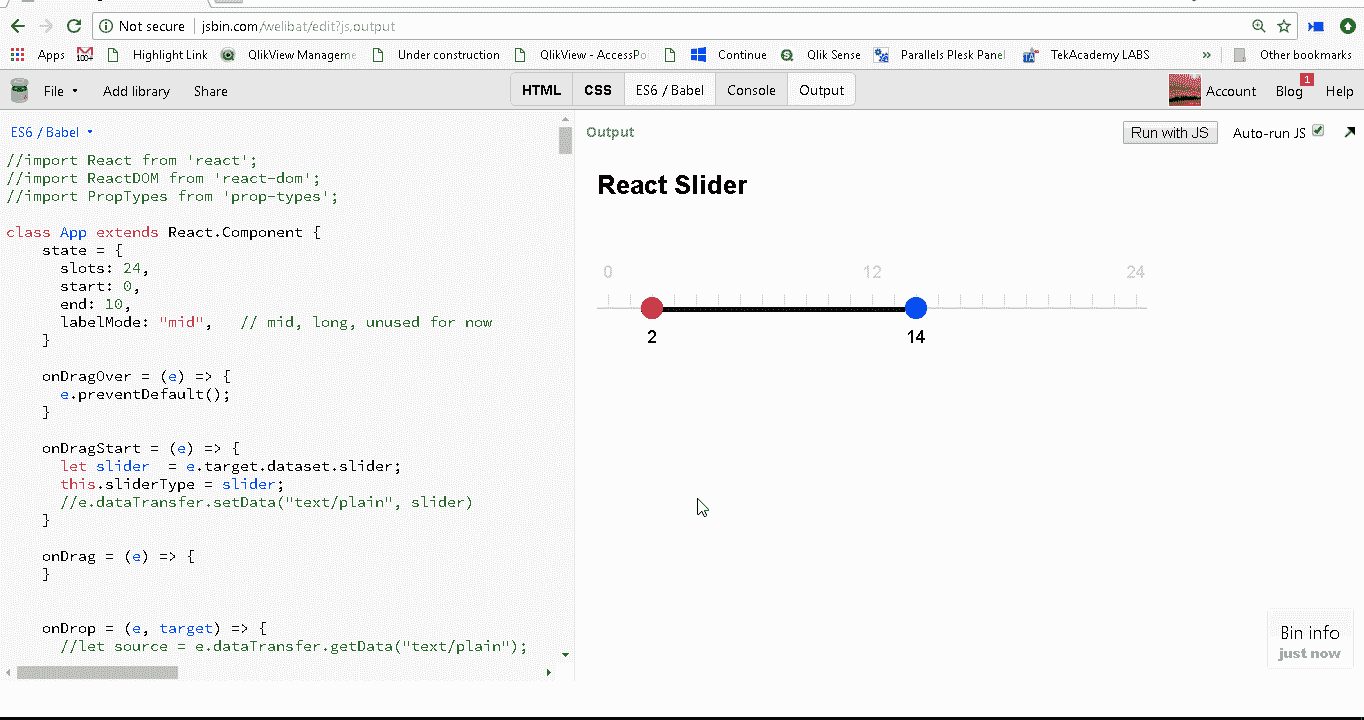 Not secure jsbin.com/welibat/edit?js,output
Apps 100+ Highlight Link QlikView Manageme Under construction QlikView - AccessPo Continue Qlik Sense Parallels Plesk Panel TekAcademy LABS » Other bookmarks
File Add library Share HTML CSS ES6 / Babel Console Output Account Blog 1 Help
ES6 / Babel
//import React from 'react';
//import ReactDOM from 'react-dom';
//import PropTypes from 'prop-types';
class App extends React.Component {
state = {
slots: 24,
start: 0,
end: 10,
labelMode: "mid", // mid, long, unused for now
}
onDragOver = (e) => {
e.preventDefault();
}
onDragStart = (e) => {
let slider = e.target.dataset.slider;
this.sliderType = slider;
//e.dataTransfer.setData("text/plain", slider)
}
onDrag = (e) => {
}
onDrop = (e, target) => {
//let source = e.dataTransfer.getData("text/plain");
Output Run with JS Auto-run JS
React Slider
0 12 24
2 14
Bin info
just now